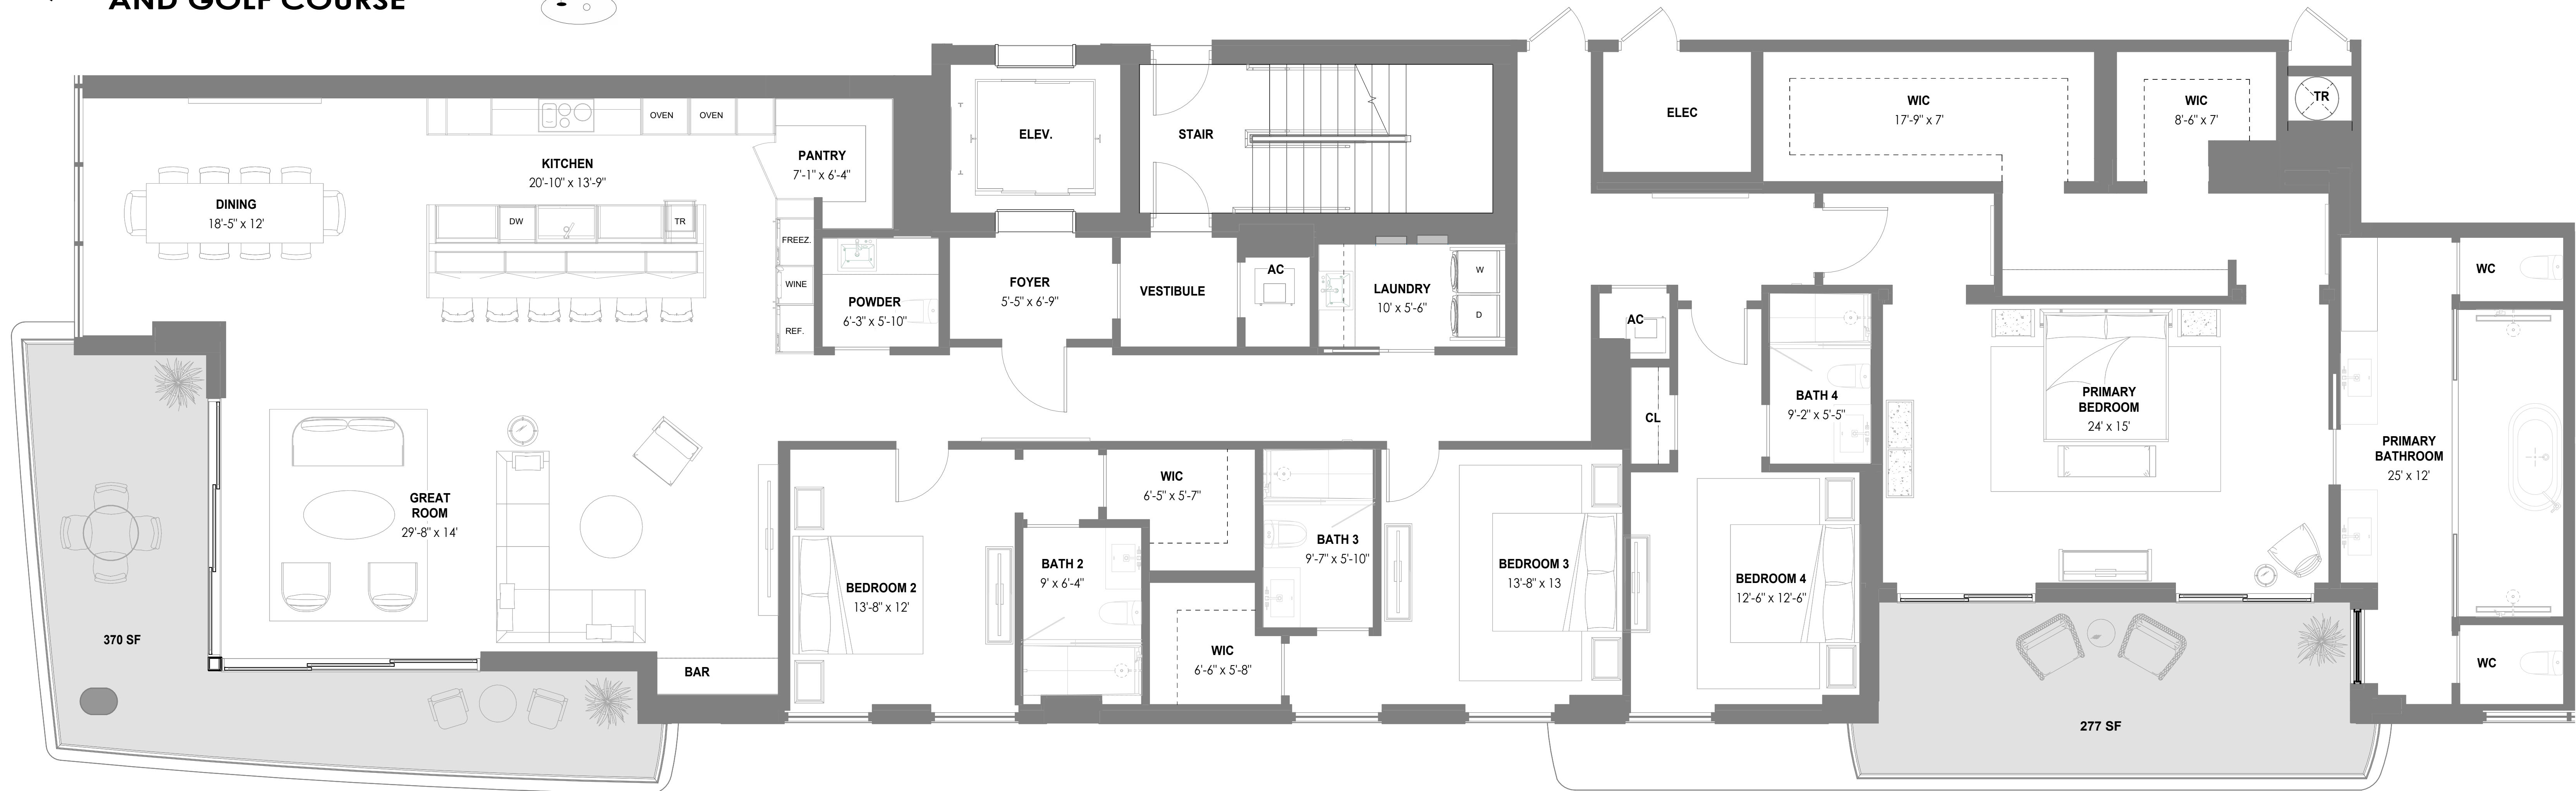 AND GOLF COURSE
ELEV.
STAIR
ELEC
WIC
17'-9" x 7'
WIC
8'-6" x 7'
TR
OVEN
OVEN
KITCHEN
20'-10" x 13'-9"
PANTRY
7'-1" x 6'-4"
DINING
18'-5" x 12'
DW
TR
FREEZ.
WINE
REF.
POWDER
6'-3" x 5'-10"
FOYER
5'-5" x 6'-9"
VESTIBULE
AC
LAUNDRY
10' x 5'-6"
W
D
AC
CL
BATH 4
9'-2" x 5'-5"
PRIMARY
BEDROOM
24' x 15'
WC
PRIMARY
BATHROOM
25' x 12'
GREAT
ROOM
29'-8" x 14'
WIC
6'-5" x 5'-7"
BATH 2
9' x 6'-4"
BATH 3
9'-7" x 5'-10"
BEDROOM 2
13'-8" x 12'
BEDROOM 3
13'-8" x 13
BEDROOM 4
12'-6" x 12'-6"
370 SF
BAR
WIC
6'-6" x 5'-8"
WC
277 SF